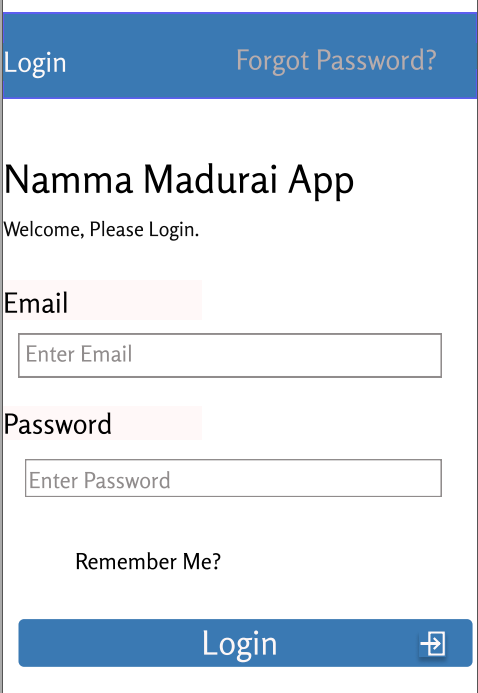 Login
Forgot Password?
Namma Madurai App
Welcome, Please Login.
Email
Enter Email
Password
Enter Password
Remember Me?
Login